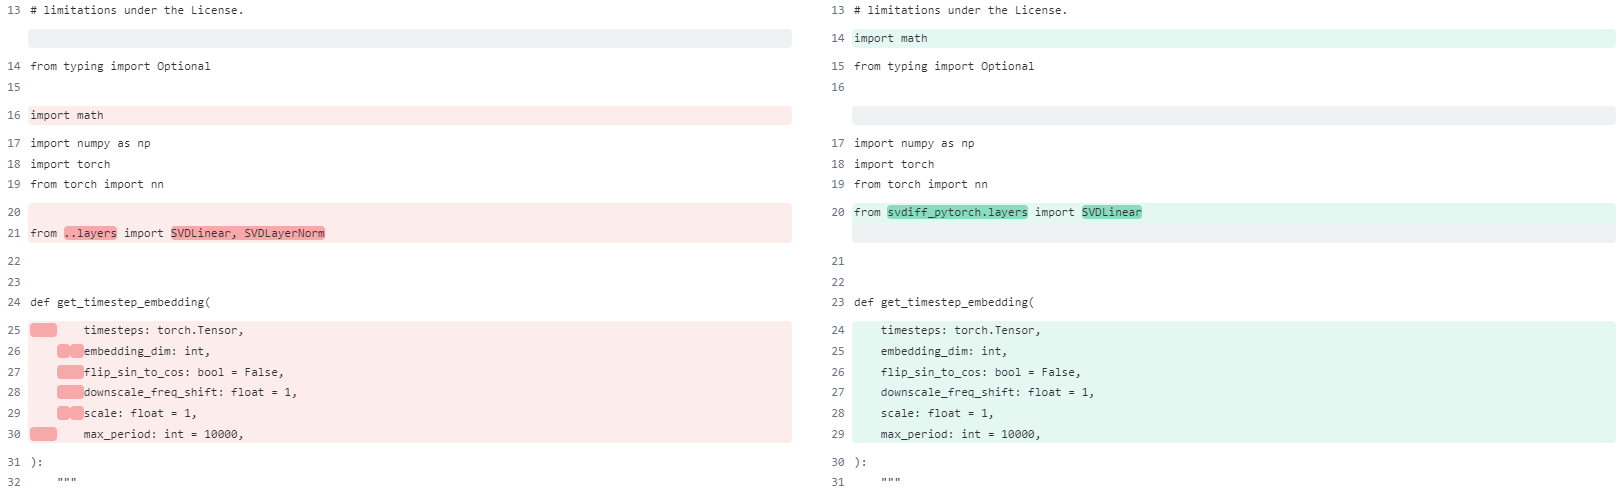 13 # limitations under the License.
14 from typing import Optional
15
16 import math
17 import numpy as np
18 import torch
19 from torch import nn
20
21 from ..layers import SVDLinear, SVDLayerNorm
22
23
24 def get_timestep_embedding(
25         timesteps: torch.Tensor,
26         embedding_dim: int,
27         flip_sin_to_cos: bool = False,
28         downscale_freq_shift: float = 1,
29         scale: float = 1,
30         max_period: int = 10000,
31 ):
32     """
13 # limitations under the License.
14 import math
15 from typing import Optional
16
17 import numpy as np
18 import torch
19 from torch import nn
20 from svdiff_pytorch.layers import SVDLinear
21
22
23 def get_timestep_embedding(
24     timesteps: torch.Tensor,
25     embedding_dim: int,
26     flip_sin_to_cos: bool = False,
27     downscale_freq_shift: float = 1,
28     scale: float = 1,
29     max_period: int = 10000,
30 ):
31     """